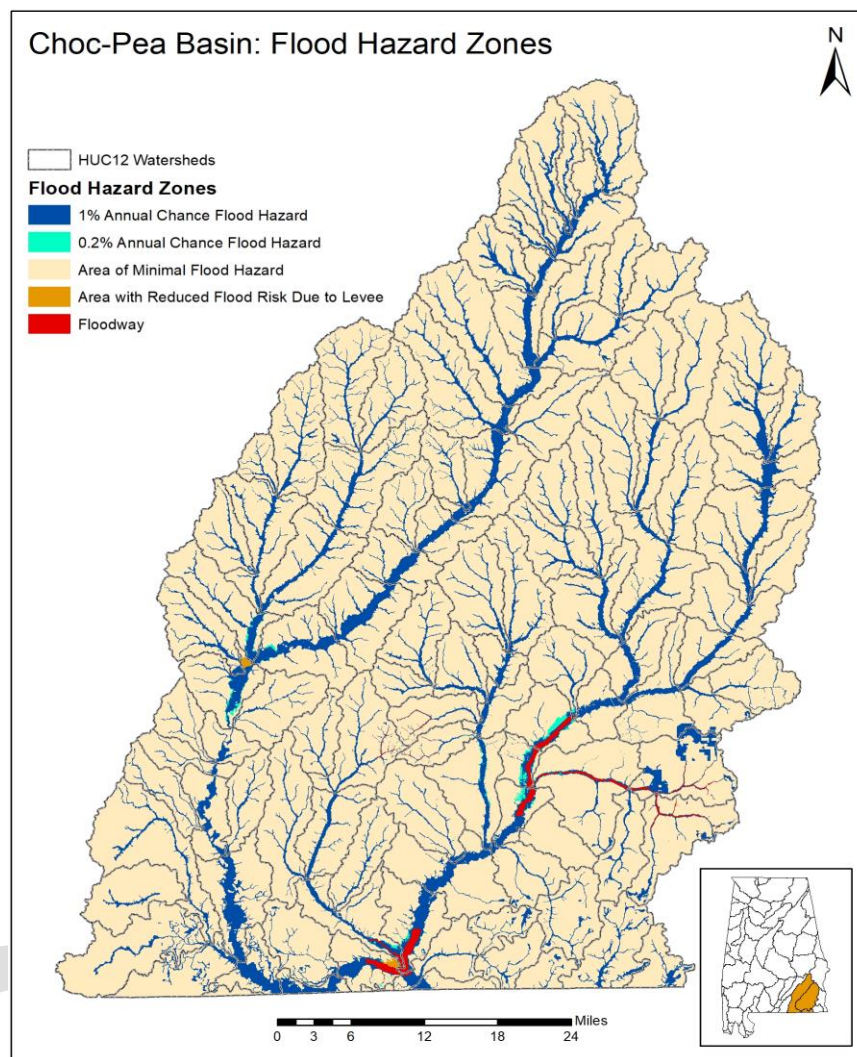 Choc-Pea Basin: Flood Hazard Zones
N
HUC12 Watersheds
Flood Hazard Zones
1% Annual Chance Flood Hazard
0.2% Annual Chance Flood Hazard
Area of Minimal Flood Hazard
Area with Reduced Flood Risk Due to Levee
Floodway
Miles
0 3 6 12 18 24